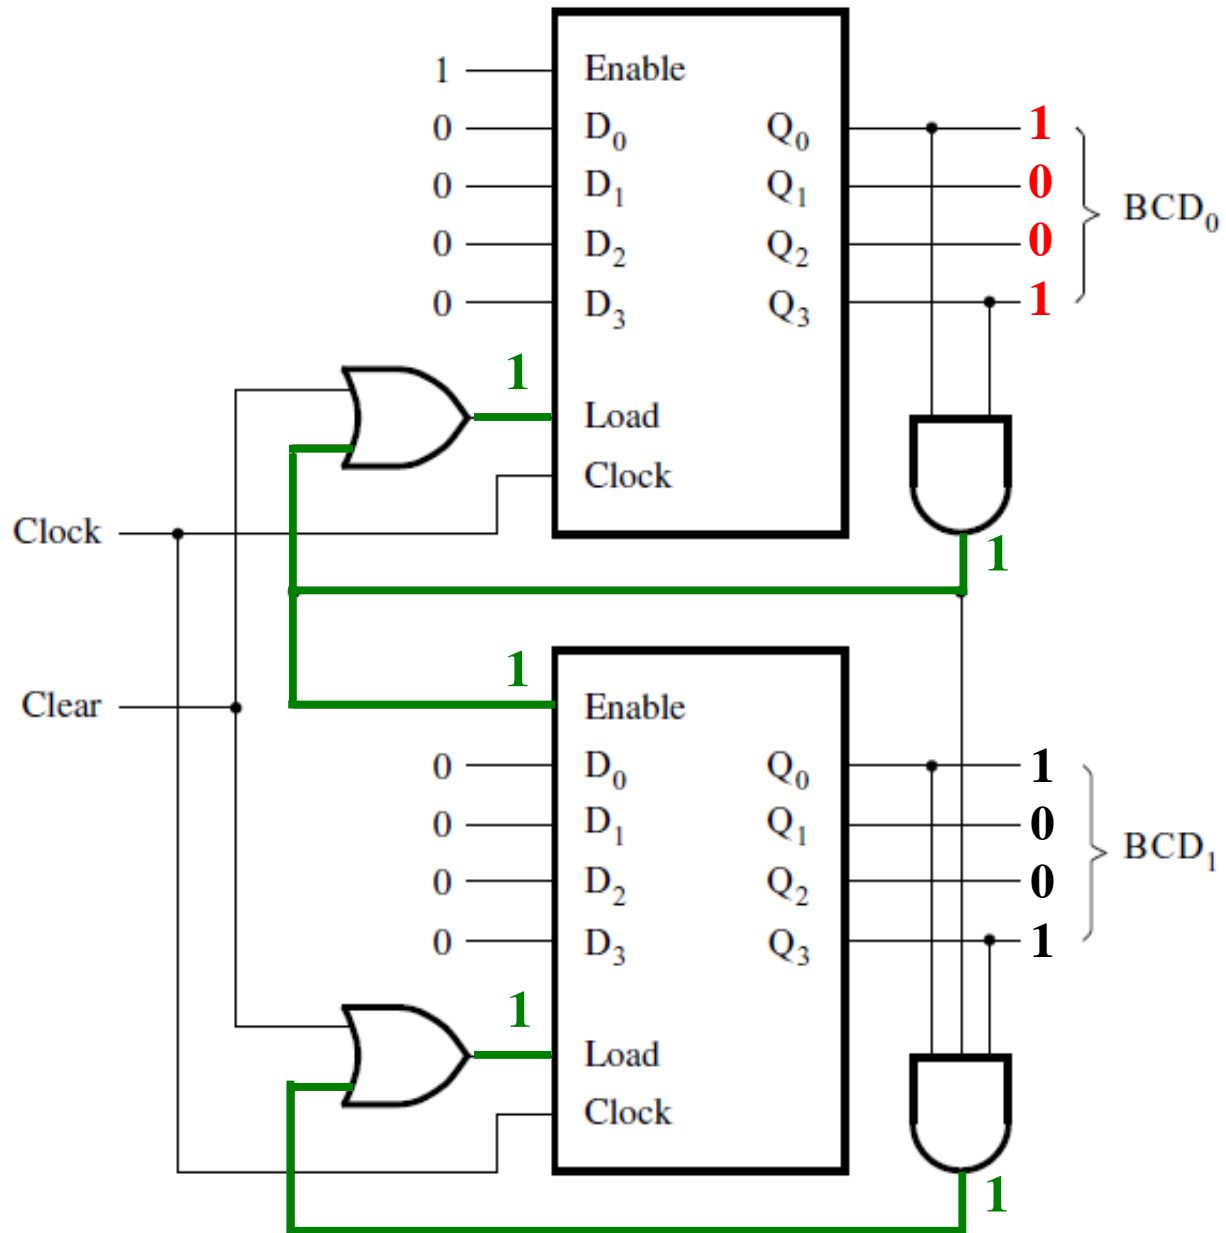 1 Enable
0 D0 Q0 1
0 D1 Q1 0
0 D2 Q2 0
0 D3 Q3 1
BCD0
1
Load
Clock
Clock
1
1
Clear
Enable
0 D0 Q0 1
0 D1 Q1 0
0 D2 Q2 0
0 D3 Q3 1
BCD1
1
Load
Clock
1